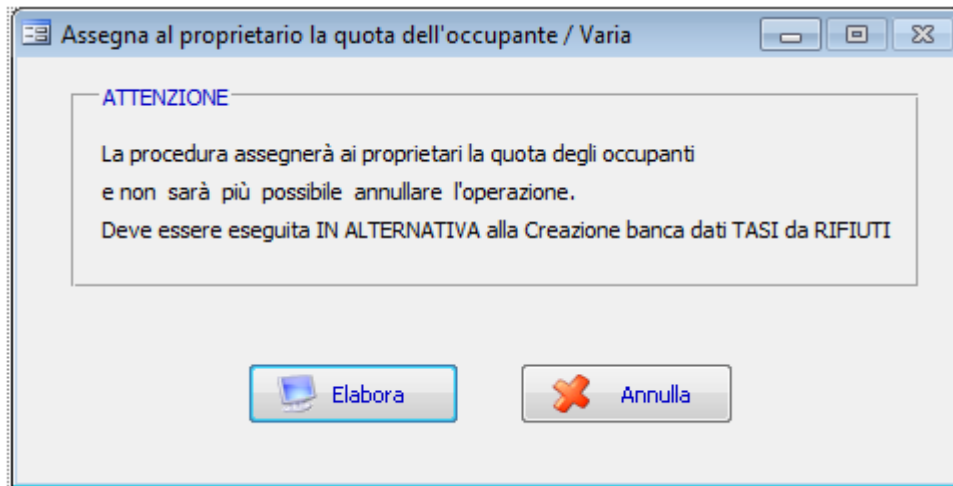 Assegna al proprietario la quota dell'occupante / Varia
ATTENZIONE
La procedura assegnerà ai proprietari la quota degli occupanti
e non sarà più possibile annullare l'operazione.
Deve essere eseguita IN ALTERNATIVA alla Creazione banca dati TASI da RIFIUTI
Elabora
Annulla